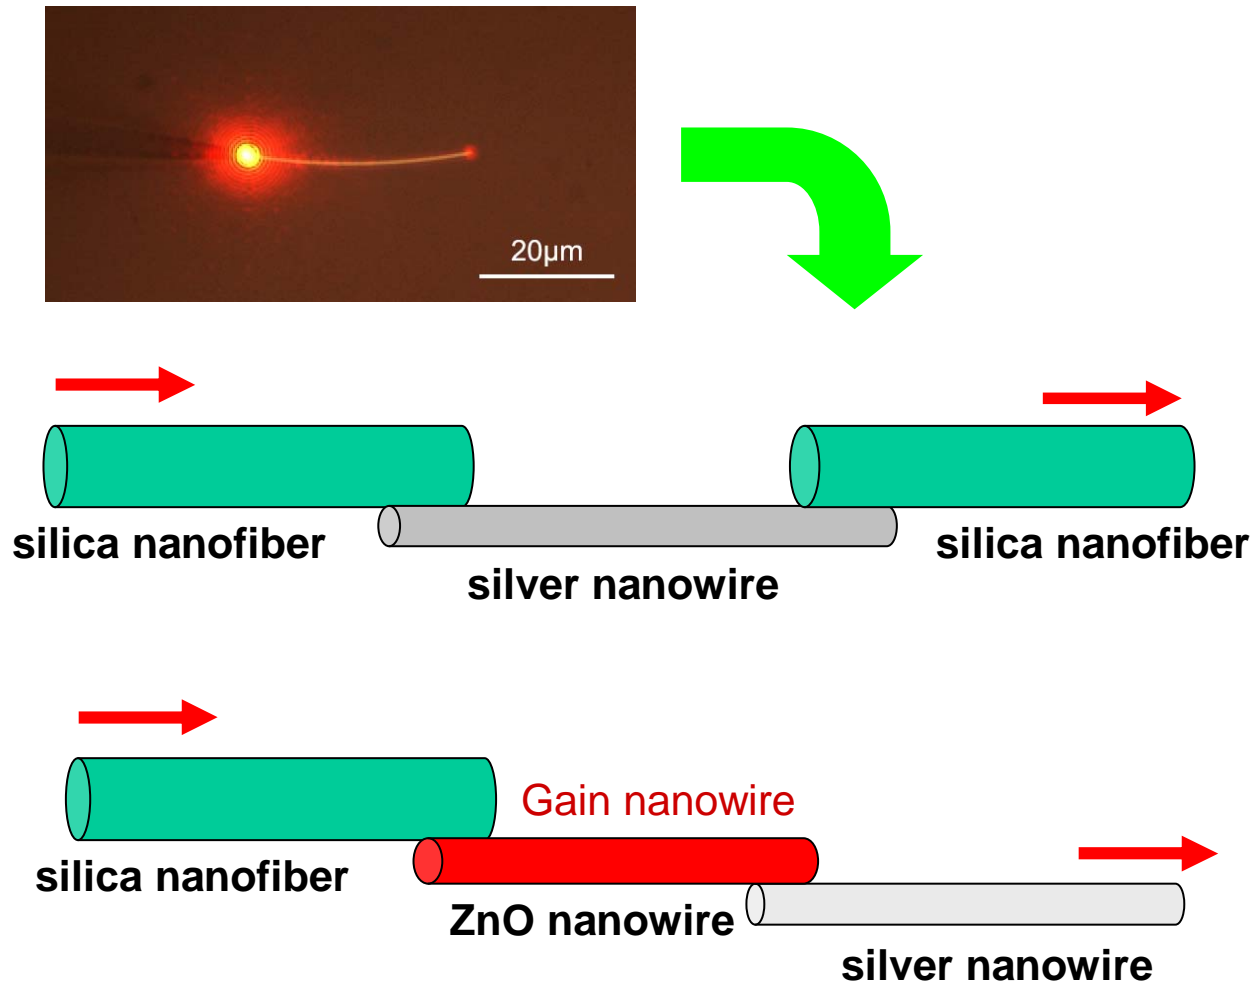 20μm
silica nanofiber
silica nanofiber
silver nanowire
Gain nanowire
silica nanofiber
ZnO nanowire
silver nanowire